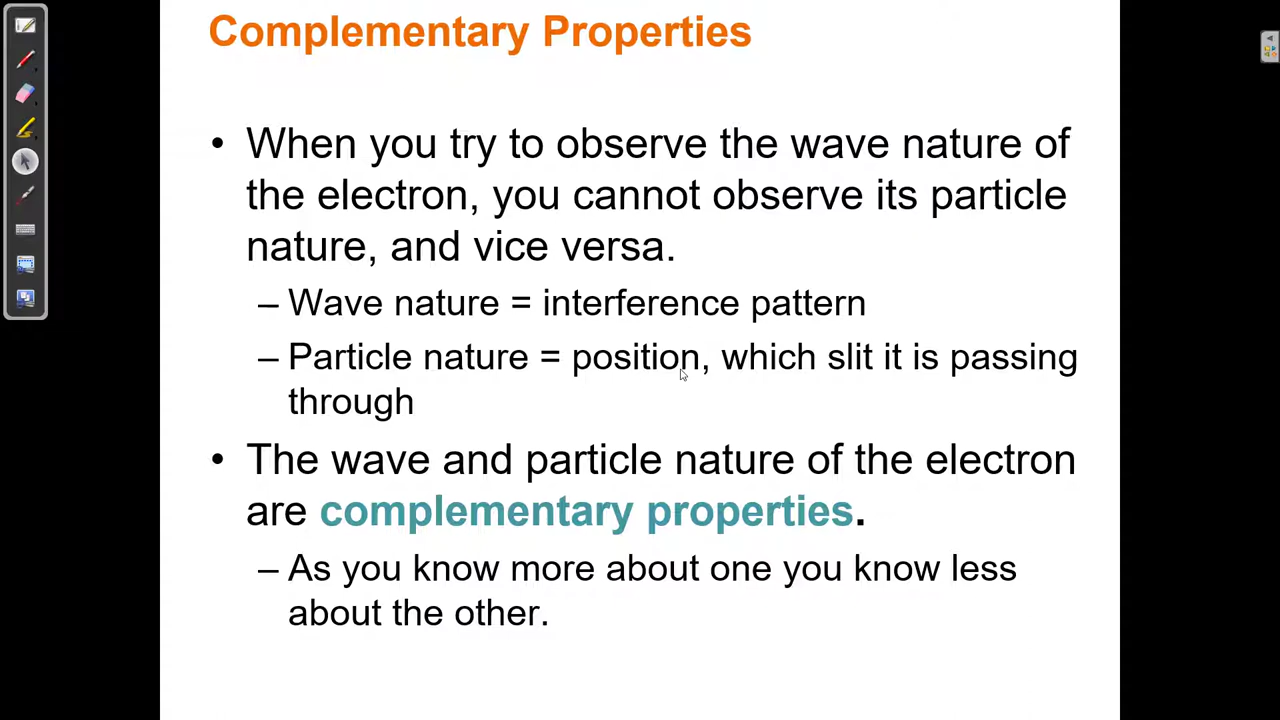 Complementary Properties
• When you try to observe the wave nature of
the electron, you cannot observe its particle
nature, and vice versa.
– Wave nature = interference pattern
– Particle nature = position, which slit it is passing
through
• The wave and particle nature of the electron
are complementary properties.
– As you know more about one you know less
about the other.